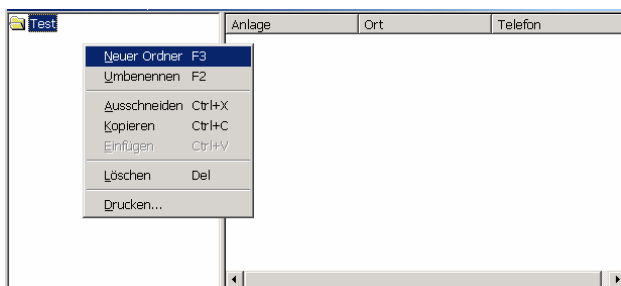 Test
Anlage Ort Telefon
Neuer Ordner F3
Umbenennen F2
Ausschneiden Ctrl+X
Kopieren Ctrl+C
Einfügen Ctrl+V
Löschen Del
Drucken...